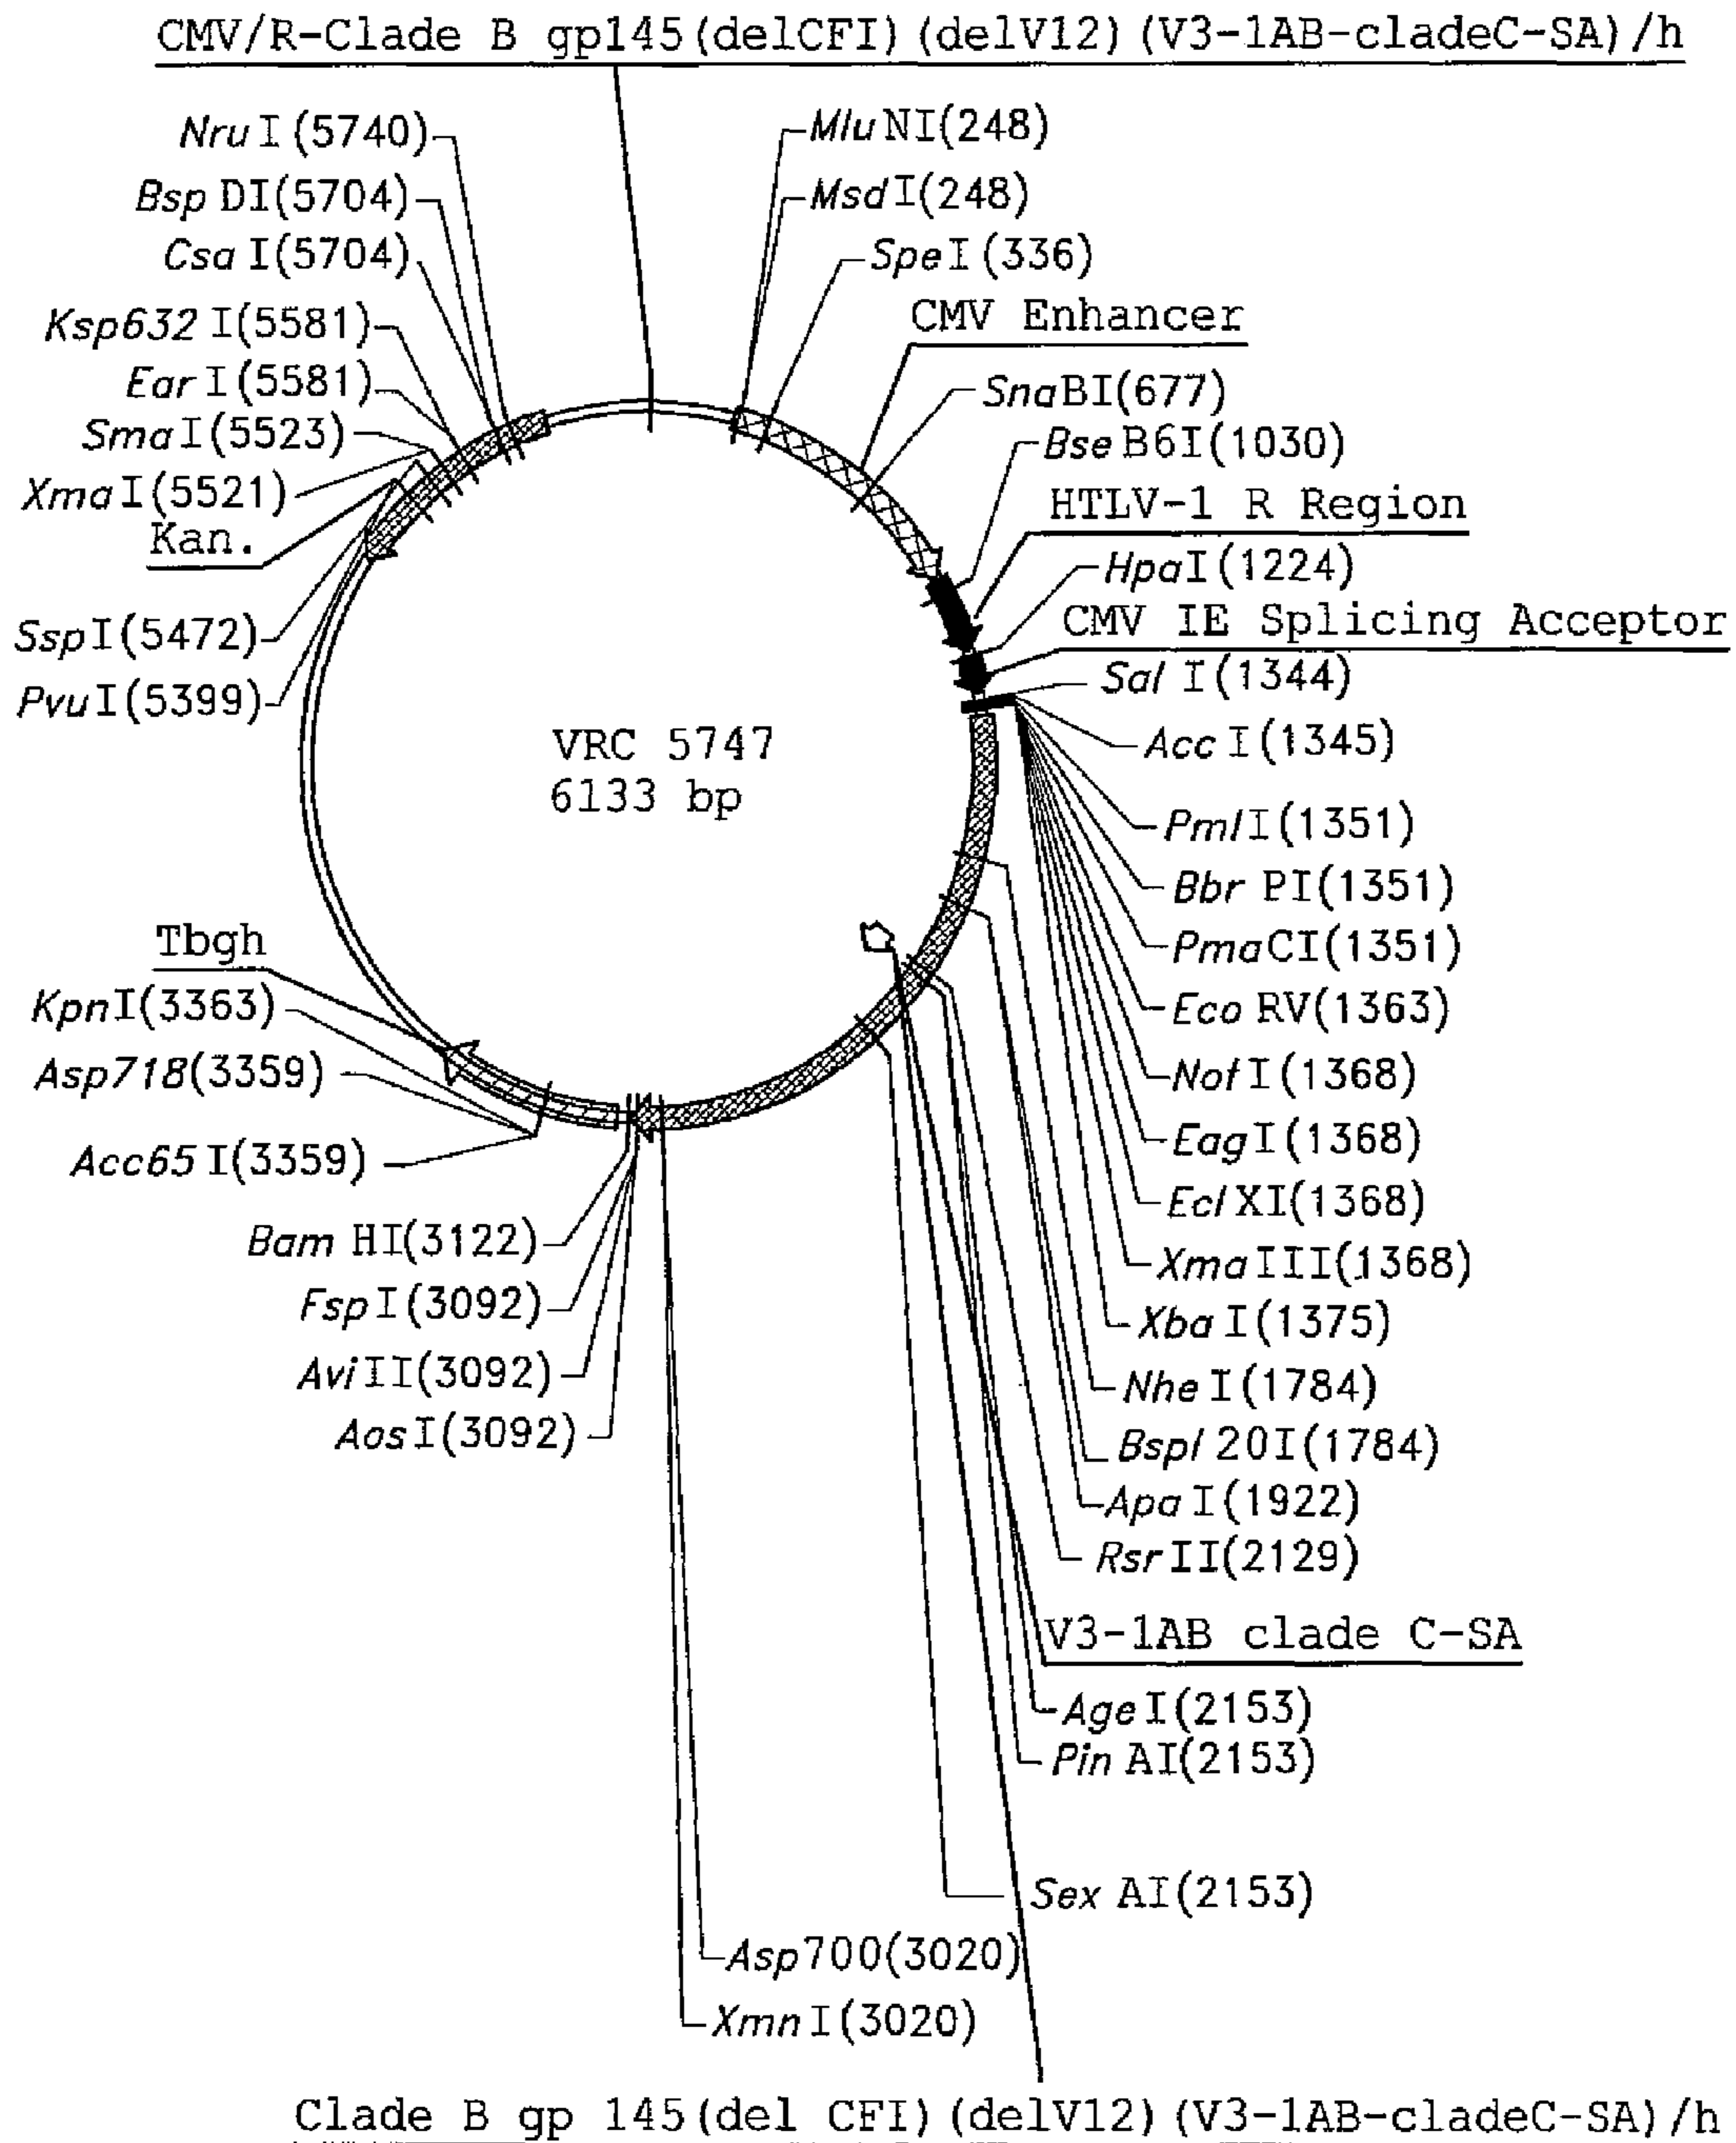 CMV/R-Clade B gp145(delCFI)(delV12)(V3-1AB-cladeC-SA)/h
NruI(5740)
BspDI(5704)
CsaI(5704)
Ksp632I(5581)
EarI(5581)
SmaI(5523)
XmaI(5521)
Kan.
SspI(5472)
PvuI(5399)
MluNI(248)
MsdI(248)
SpeI(336)
CMV Enhancer
SnaBI(677)
BseB6I(1030)
HTLV-1 R Region
HpaI(1224)
CMV IE Splicing Acceptor
SalI(1344)
AccI(1345)
PmlI(1351)
BbrPI(1351)
PmaCI(1351)
EcoRV(1363)
NotI(1368)
EagI(1368)
EclXI(1368)
XmaIII(1368)
XbaI(1375)
NheI(1784)
Bspl20I(1784)
ApaI(1922)
RsrII(2129)
V3-1AB clade C-SA
AgeI(2153)
PinAI(2153)
SexAI(2153)
VRC 5747
6133 bp
Tbgh
KpnI(3363)
Asp718(3359)
Acc65I(3359)
BamHI(3122)
FspI(3092)
AviII(3092)
AosI(3092)
Asp700(3020)
XmnI(3020)
Clade B gp 145(del CFI)(delV12)(V3-1AB-cladeC-SA)/h